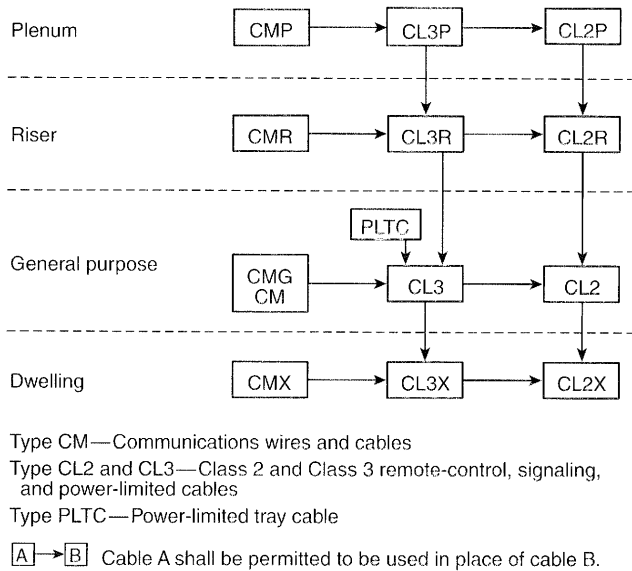 Plenum CMP CL3P CL2P
Riser CMR CL3R CL2R
PLTC
General purpose CMG CM CL3 CL2
Dwelling CMX CL3X CL2X
Type CM—Communications wires and cables
Type CL2 and CL3—Class 2 and Class 3 remote-control, signaling,
and power-limited cables
Type PLTC—Power-limited tray cable
A B Cable A shall be permitted to be used in place of cable B.